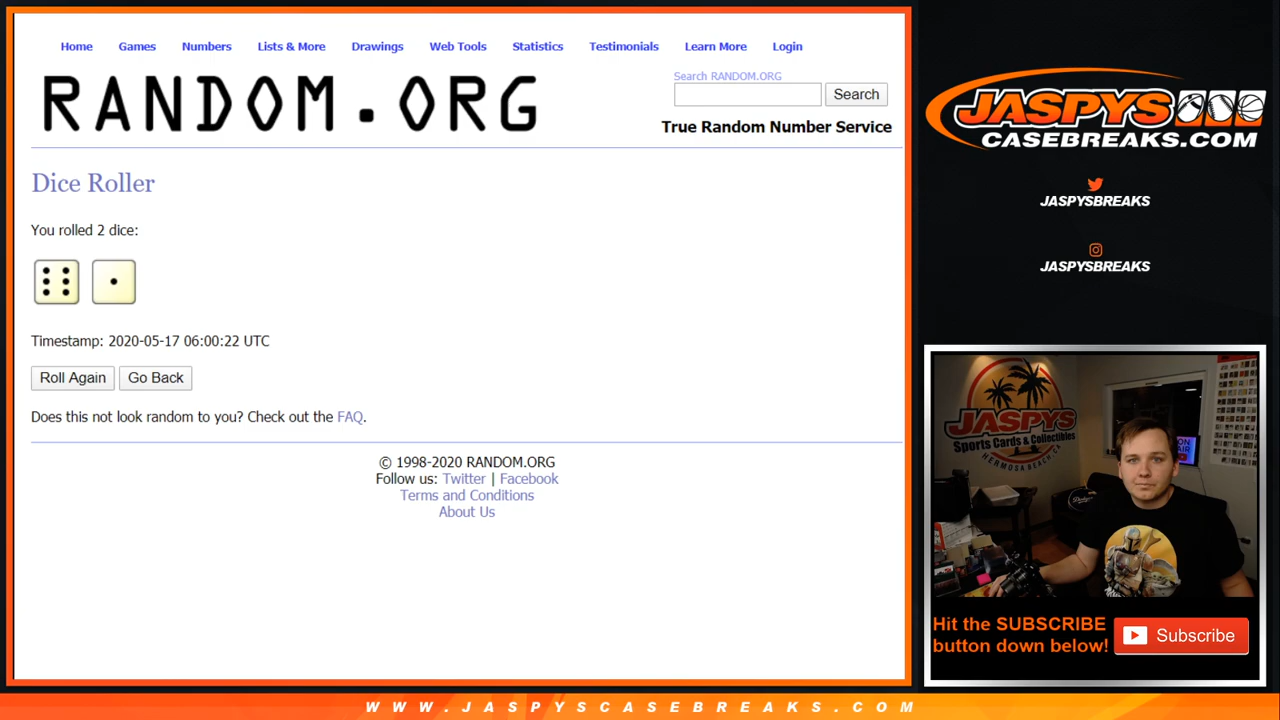 Home Games Numbers Lists & More Drawings Web Tools Statistics Testimonials Learn More Login
RANDOM.ORG
Search RANDOM.ORG
Search
True Random Number Service
Dice Roller
You rolled 2 dice:
Timestamp: 2020-05-17 06:00:22 UTC
Roll Again Go Back
Does this not look random to you? Check out the FAQ.
© 1998-2020 RANDOM.ORG
Follow us: Twitter | Facebook
Terms and Conditions
About Us
JASPYS
CASEBREAKS.COM
JASPYSBREAKS
JASPYSBREAKS
JASPYS
Sports Cards & Collectibles
HERMOSA BEACH, CA
ON
AIR
Hit the SUBSCRIBE
button down below!
Subscribe
WWW.JASPYSCASEBREAKS.COM